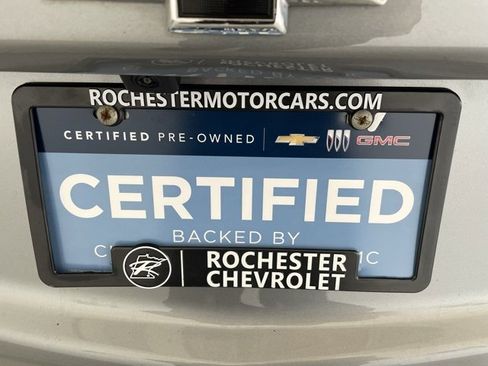 ROCHESTERMOTORCARS.COM
CERTIFIED PRE-OWNED GMC
CERTIFIED
BACKED BY
ROCHESTER
CHEVROLET